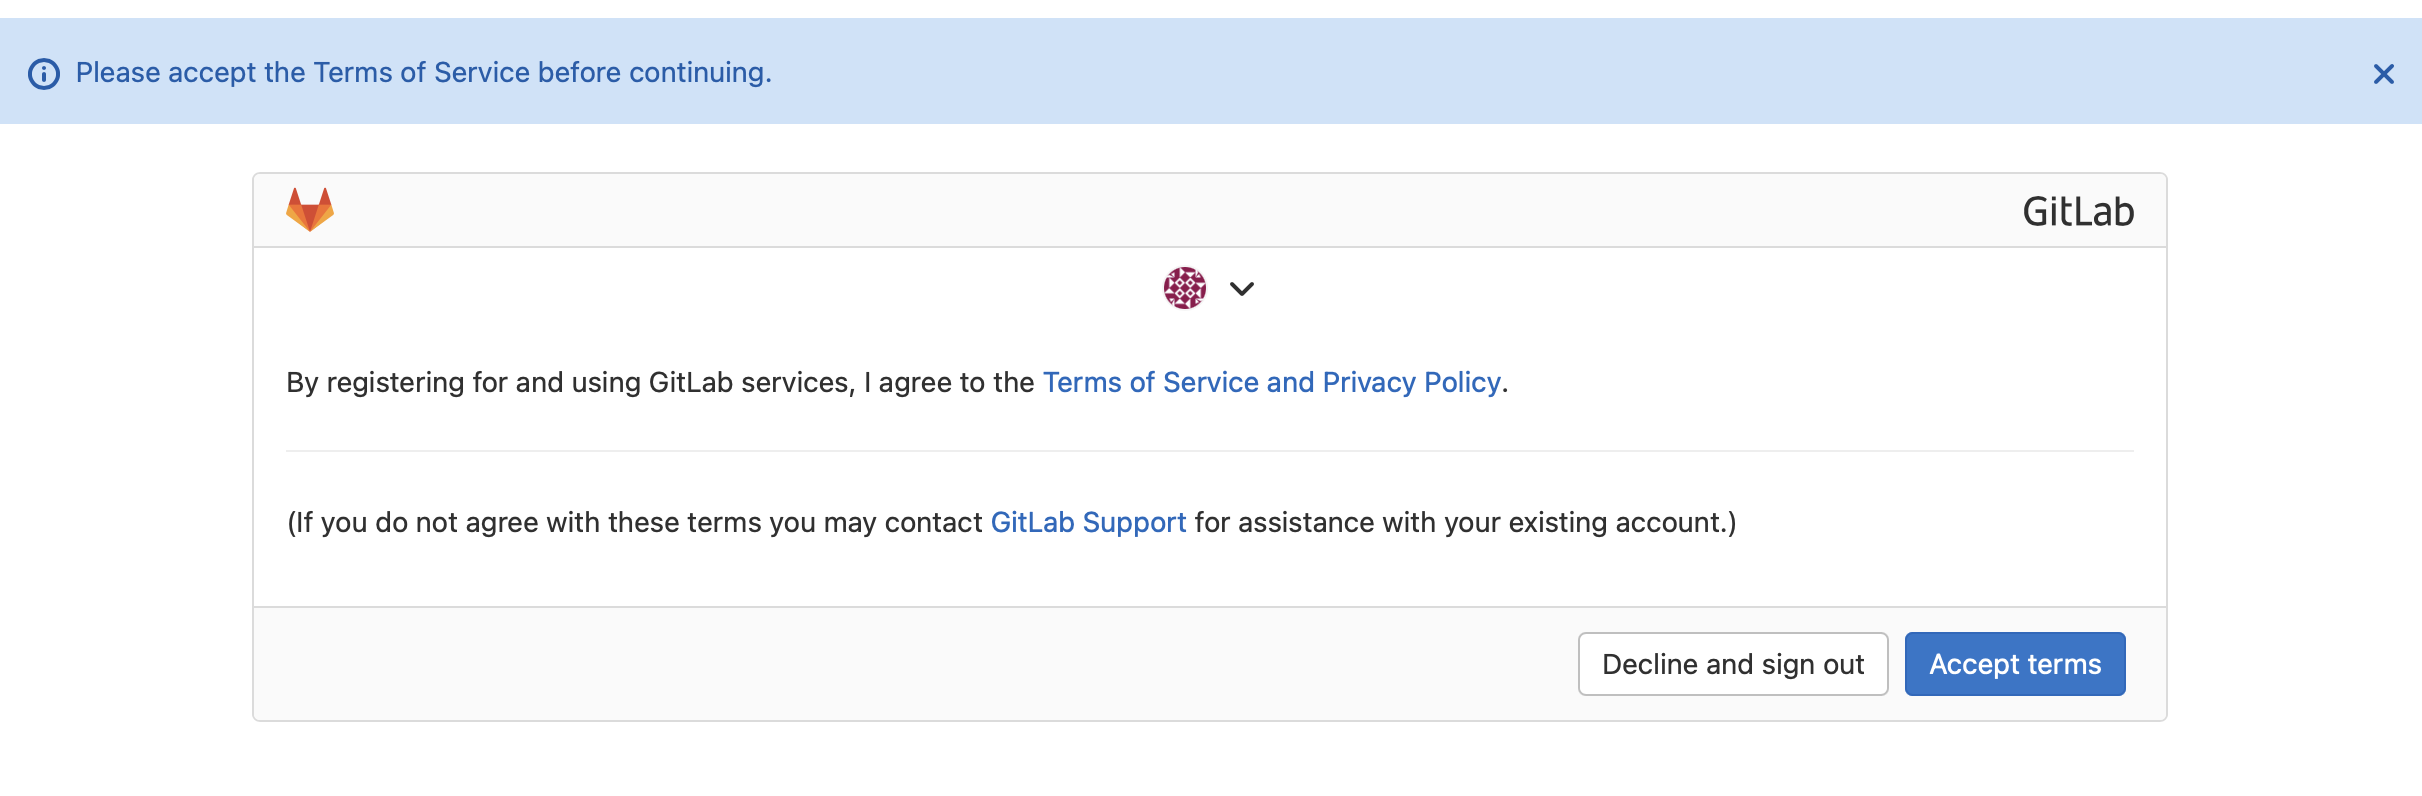 Please accept the Terms of Service before continuing.
GitLab
By registering for and using GitLab services, I agree to the Terms of Service and Privacy Policy.
(If you do not agree with these terms you may contact GitLab Support for assistance with your existing account.)
Decline and sign out
Accept terms